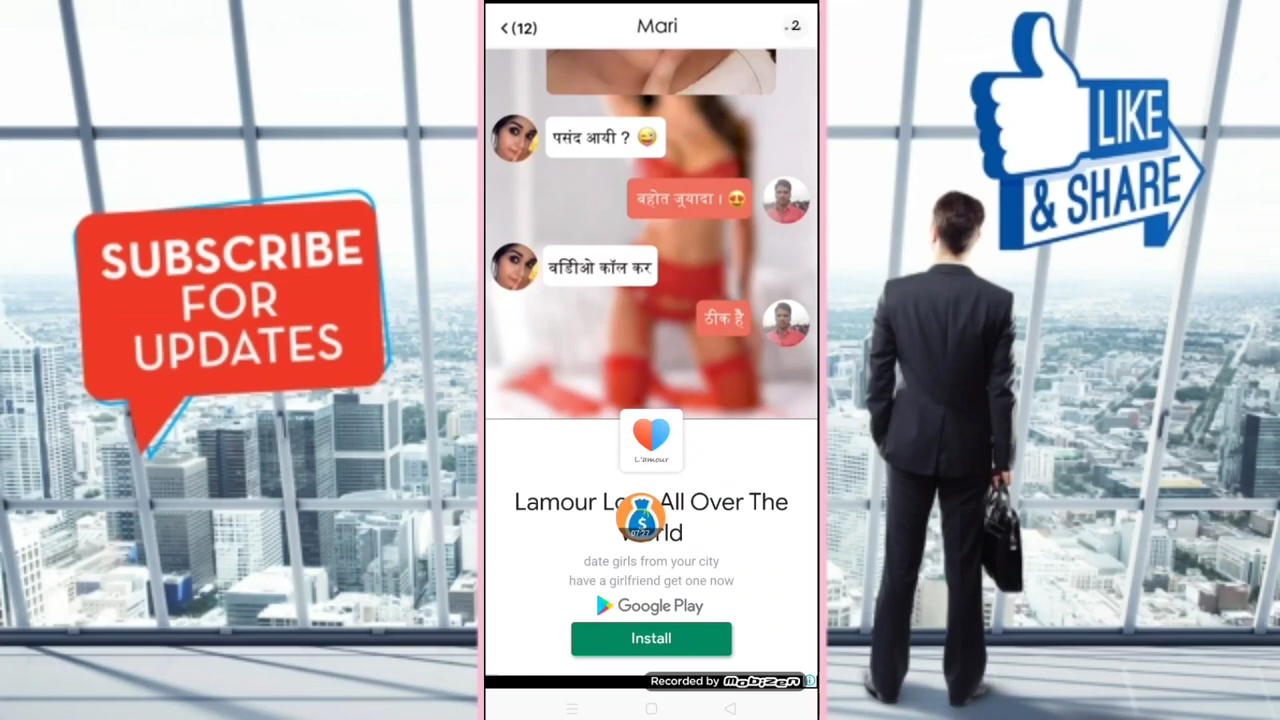 (12)
Mari
2
पसंद आयी ? 😜
बहोत ज़्यादा । 😍
वडिीओ कॉल कर
ठीक है
SUBSCRIBE
FOR
UPDATES
LIKE
& SHARE
L'amour
Lamour All Over The
date girls from your city
have a girlfriend get one now
Google Play
Install
Recorded by mobizen